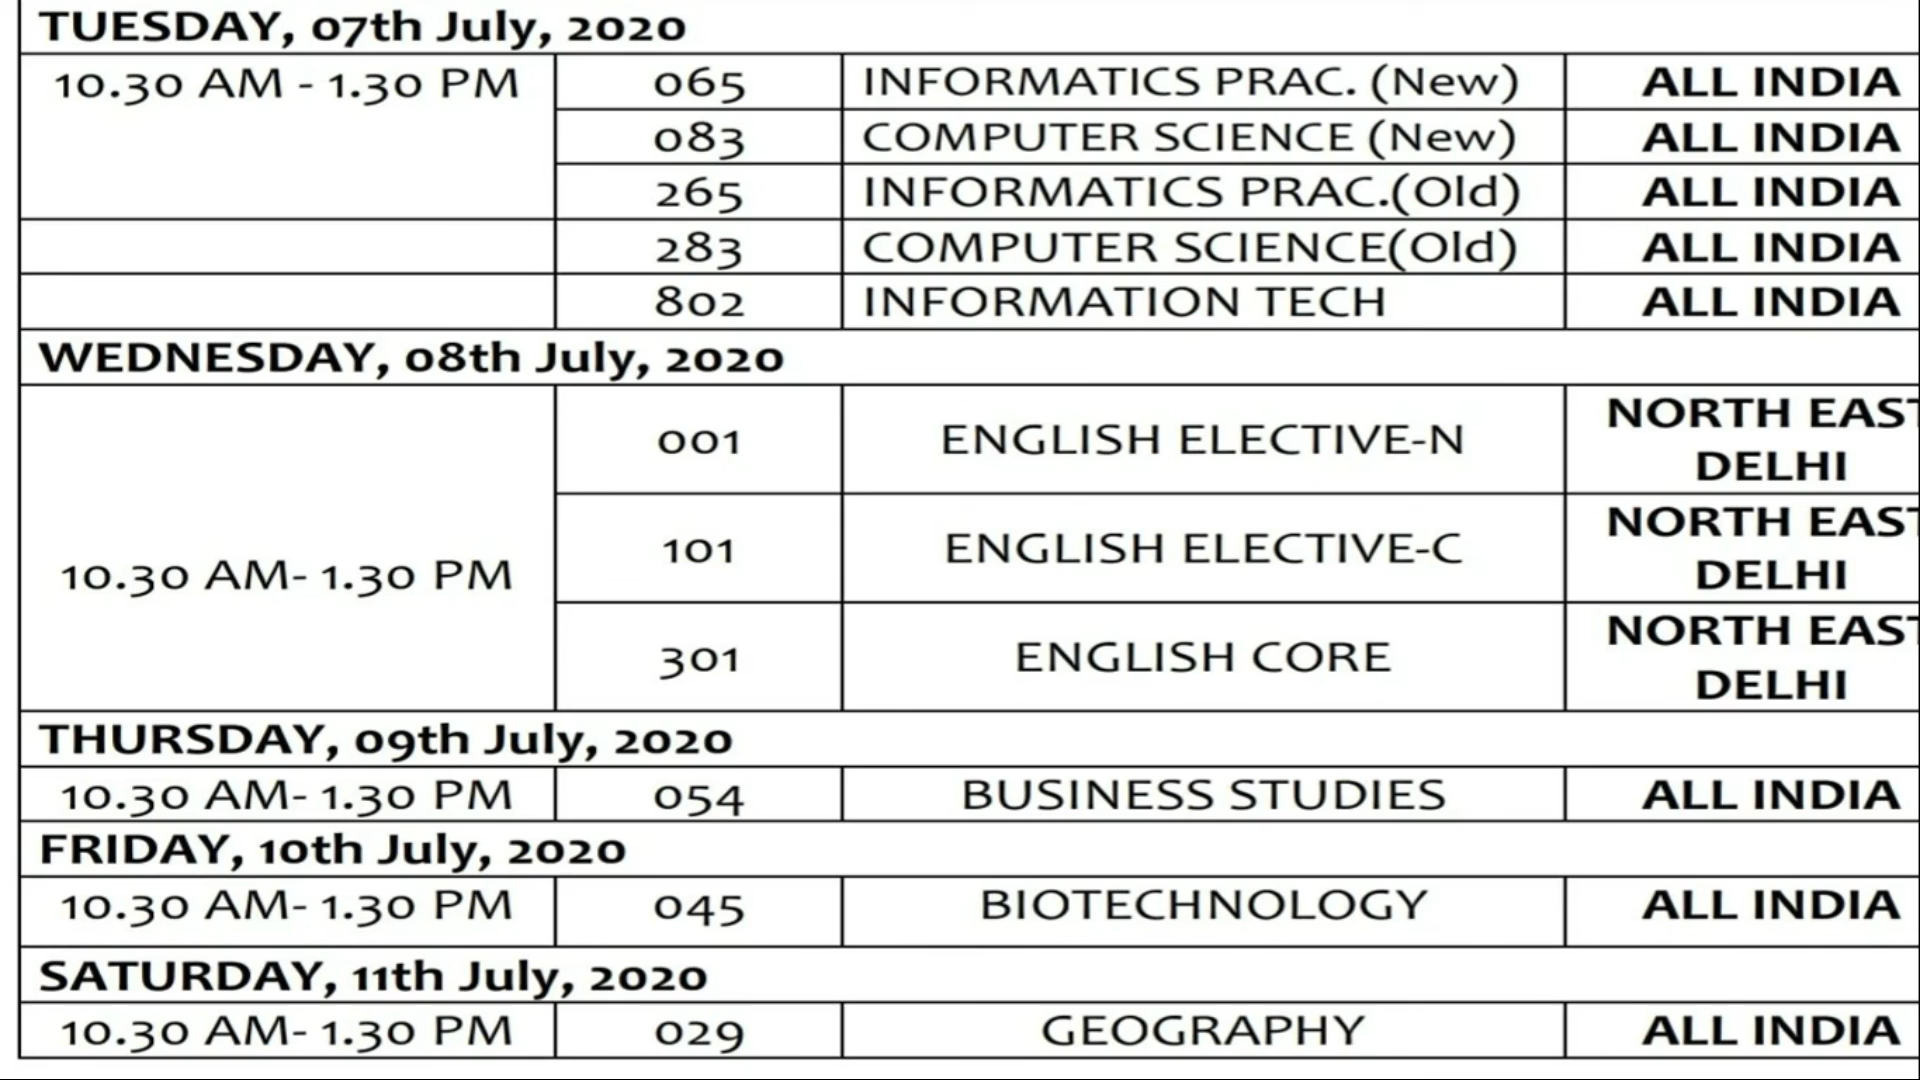 TUESDAY, 07th July, 2020
10.30 AM - 1.30 PM 065 INFORMATICS PRAC. (New) ALL INDIA
083 COMPUTER SCIENCE (New) ALL INDIA
265 INFORMATICS PRAC.(Old) ALL INDIA
283 COMPUTER SCIENCE(Old) ALL INDIA
802 INFORMATION TECH ALL INDIA
WEDNESDAY, 08th July, 2020
001 ENGLISH ELECTIVE-N NORTH EAST
DELHI
10.30 AM- 1.30 PM 101 ENGLISH ELECTIVE-C NORTH EAST
DELHI
301 ENGLISH CORE NORTH EAST
DELHI
THURSDAY, 09th July, 2020
10.30 AM- 1.30 PM 054 BUSINESS STUDIES ALL INDIA
FRIDAY, 10th July, 2020
10.30 AM- 1.30 PM 045 BIOTECHNOLOGY ALL INDIA
SATURDAY, 11th July, 2020
10.30 AM- 1.30 PM 029 GEOGRAPHY ALL INDIA